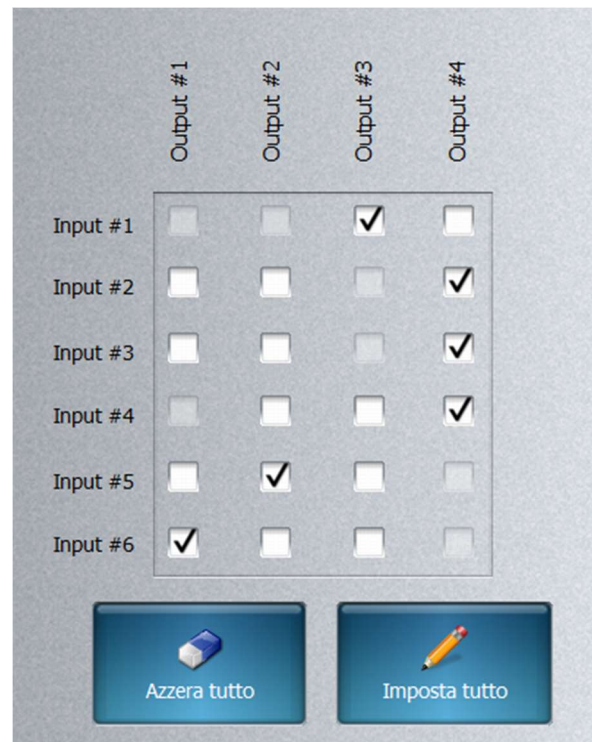 Output #1
Output #2
Output #3
Output #4
Input #1
Input #2
Input #3
Input #4
Input #5
Input #6
Azzera tutto
Imposta tutto